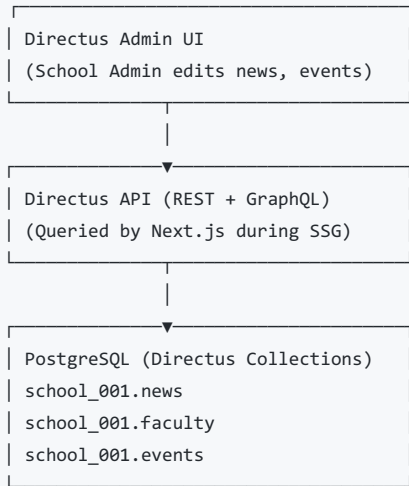 Directus Admin UI
(School Admin edits news, events)
Directus API (REST + GraphQL)
(Queried by Next.js during SSG)
PostgreSQL (Directus Collections)
school_001.news
school_001.faculty
school_001.events